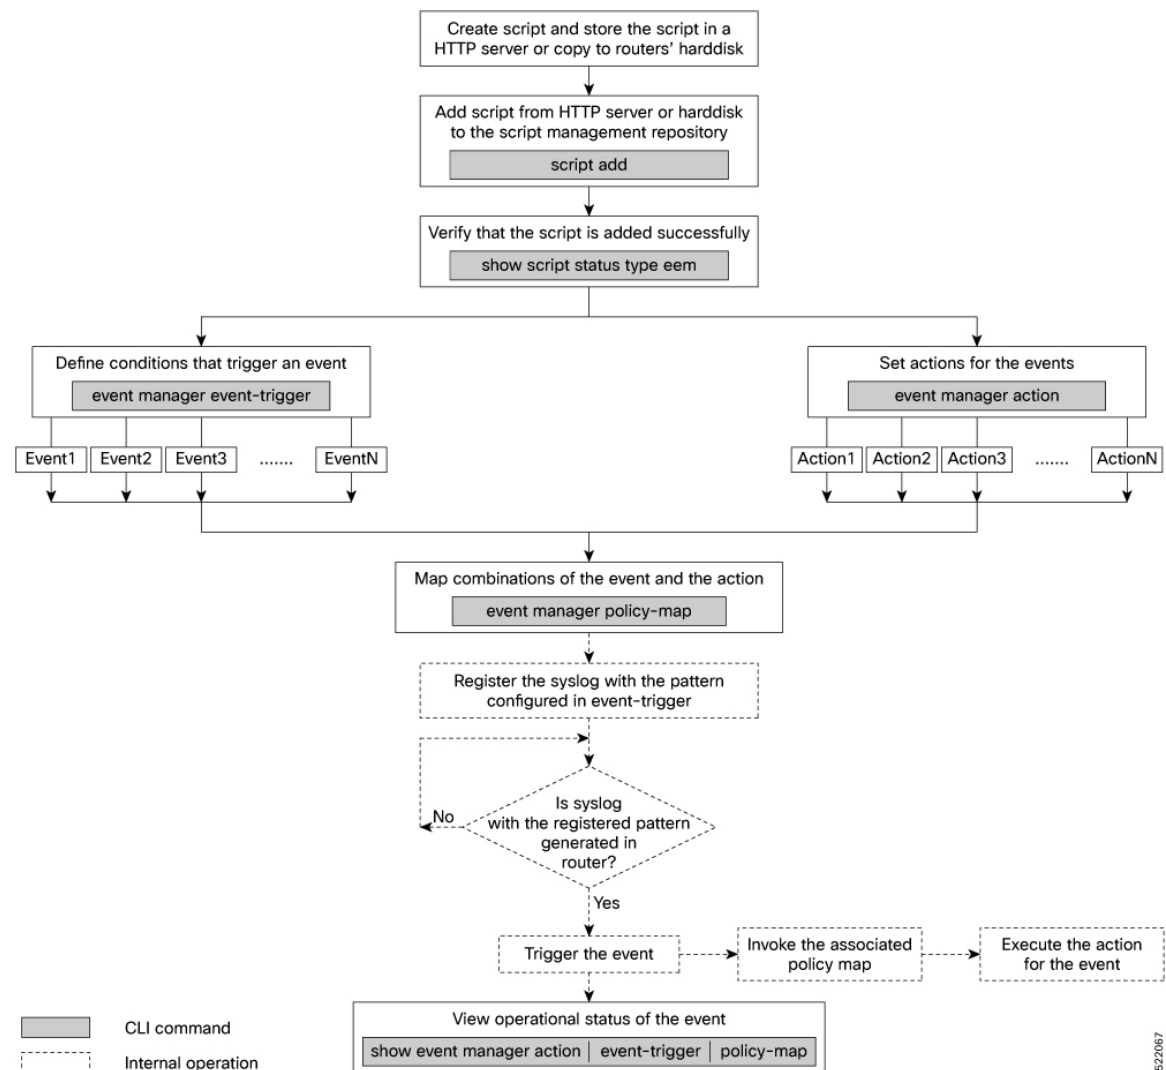 Create script and store the script in a
HTTP server or copy to routers' harddisk
Add script from HTTP server or harddisk
to the script management repository
script add
Verify that the script is added successfully
show script status type eem
Define conditions that trigger an event
event manager event-trigger
Event1 Event2 Event3 ....... EventN
Set actions for the events
event manager action
Action1 Action2 Action3 ....... ActionN
Map combinations of the event and the action
event manager policy-map
Register the syslog with the pattern
configured in event-trigger
Is syslog
with the registered pattern
generated in
router?
No
Yes
Trigger the event
Invoke the associated
policy map
Execute the action
for the event
View operational status of the event
show event manager action | event-trigger | policy-map
CLI command
Internal operation
522067